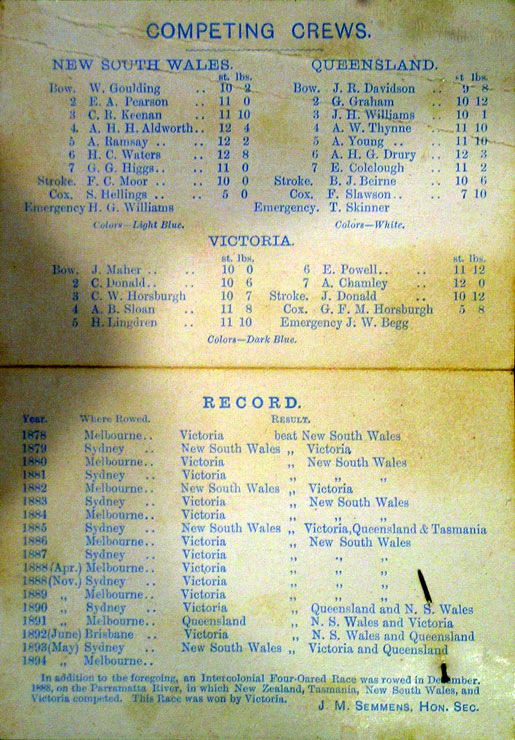 COMPETING CREWS.
NEW SOUTH WALES.
st. lbs.
Bow. W. Goulding .. 10 2
2 E. A. Pearson .. 11 0
3 C. R. Keenan .. 11 10
4 A. H. H. Aldworth.. 12 4
5 A. Ramsay .. .. 12 2
6 H. C. Waters .. 12 8
7 G. G. Higgs.. .. 11 0
Stroke. F. C. Moor .. .. 10 0
Cox. S. Hellings .. .. 5 0
Emergency H. G. Williams
Colors—Light Blue.
QUEENSLAND.
st lbs.
Bow. J. R. Davidson .. 9 8
2 G. Graham .. 10 12
3 J. H. Williams .. 10 1
4 A. W. Thynne .. 11 10
5 A. Young .. .. 11 10
6 A. H. G. Drury .. 12 3
7 E. Colclough .. 11 2
Stroke. B. J. Beirne .. 10 6
Cox. F. Slawson.. .. 7 10
Emergency. T. Skinner
Colors—White.
VICTORIA.
st. lbs.
Bow. J. Maher .. .. 10 0
2 C. Donald.. .. 10 6
3 C. W. Horsburgh 10 7
4 A. B. Sloan .. 11 8
5 H. Lingdren .. 11 10
st. lbs.
6 E. Powell.. .. 11 12
7 A. Chamley .. 12 0
Stroke. J. Donald .. 10 12
Cox. G. F. M. Horsburgh 5 8
Emergency J. W. Begg
Colors—Dark Blue.
RECORD.
Year. Where Rowed. Result.
1878 Melbourne.. Victoria beat New South Wales
1879 Sydney .. New South Wales „ Victoria
1880 Melbourne.. Victoria „ New South Wales
1881 Sydney .. Victoria „ „ „
1882 Melbourne.. New South Wales „ Victoria
1883 Sydney .. Victoria „ New South Wales
1884 Melbourne.. Victoria „ „ „
1885 Sydney .. New South Wales „ Victoria, Queensland & Tasmania
1886 Melbourne.. Victoria „ New South Wales
1887 Sydney .. Victoria „ „ „
1888 (Apr.) Melbourne.. Victoria „ „ „
1888 (Nov.) Sydney .. Victoria „ „ „
1889 „ Melbourne.. Victoria „ „ „
1890 „ Sydney .. Victoria „ Queensland and N. S. Wales
1891 „ Melbourne.. Queensland „ N. S. Wales and Victoria
1892 (June) Brisbane .. Victoria „ N. S. Wales and Queensland
1893 (May) Sydney .. New South Wales „ Victoria and Queensland
1894 „ Melbourne..
In addition to the foregoing, an Intercolonial Four-Oared Race was rowed in December,
1888, on the Parramatta River, in which New Zealand, Tasmania, New South Wales, and
Victoria competed. This Race was won by Victoria.
J. M. SEMMENS, HON. SEC.